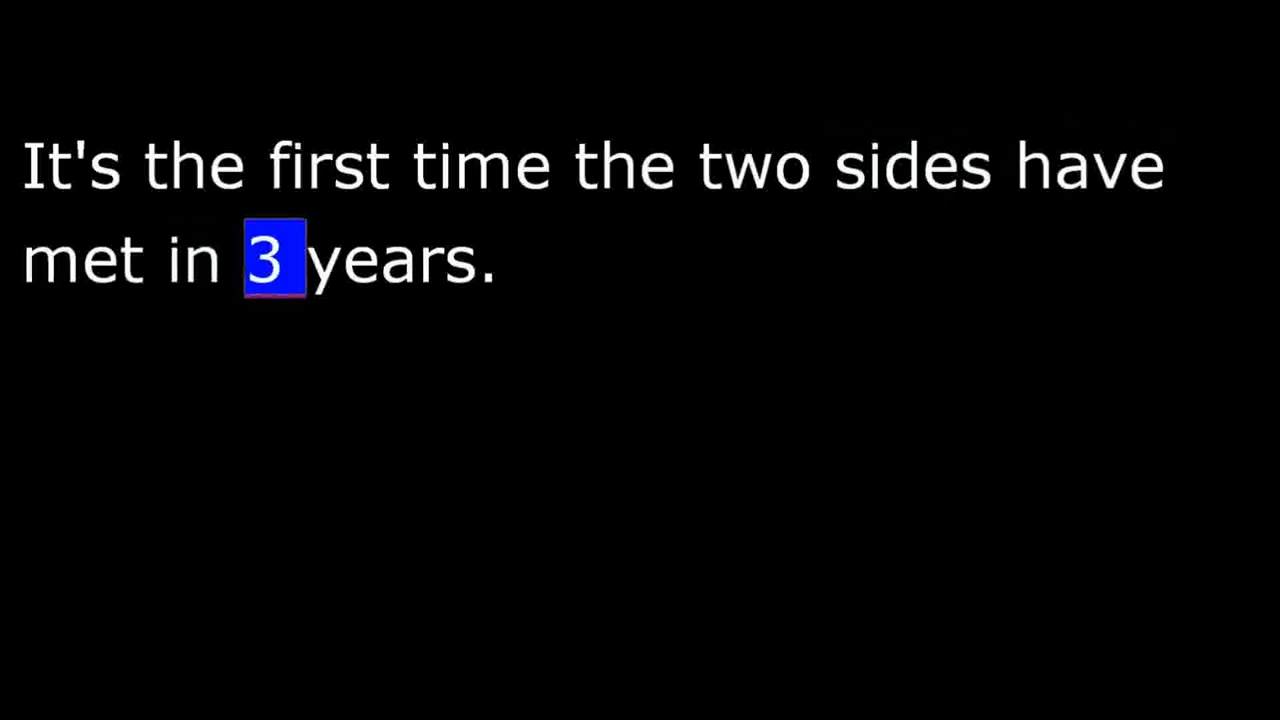 It's the first time the two sides have
met in 3 years.